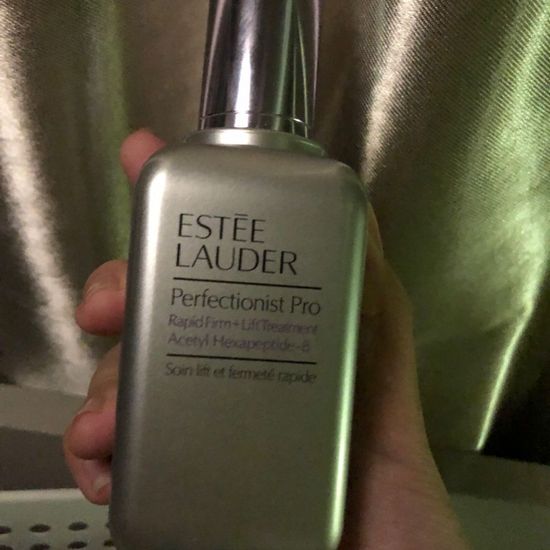 ESTĒE
LAUDER
Perfectionist Pro
Rapid Firm + Lift Treatment
Acetyl Hexapeptide-8
Soin lift et fermeté rapide